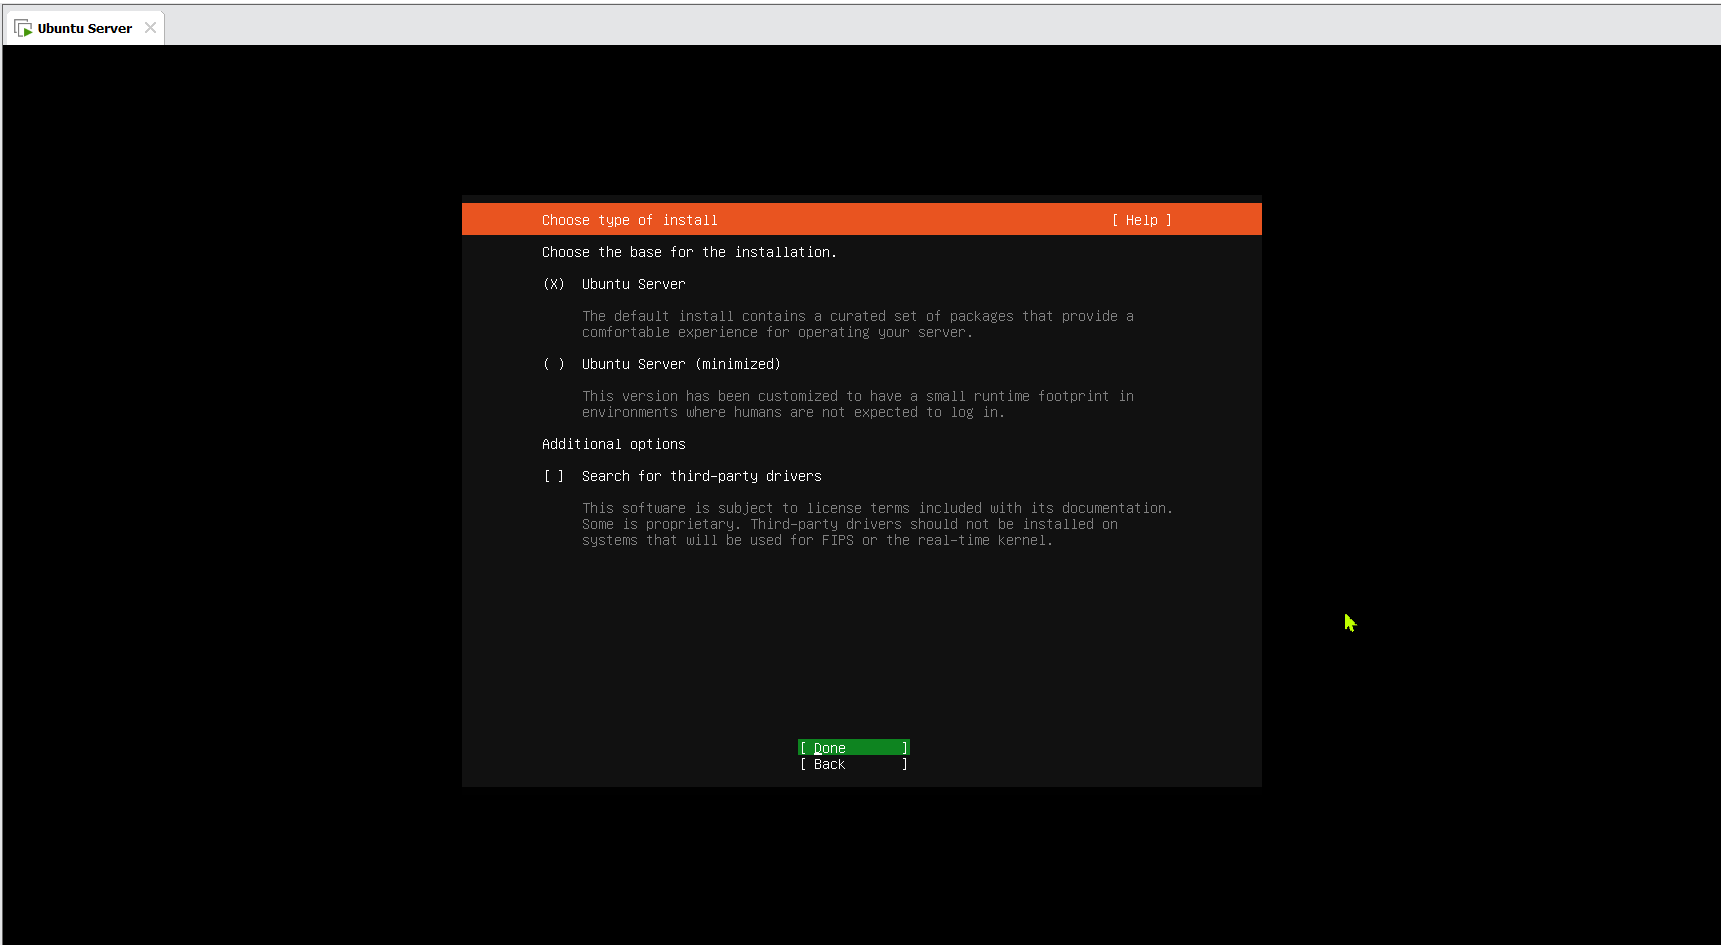 Ubuntu Server
Choose type of install [ Help ]
Choose the base for the installation.
(X) Ubuntu Server
The default install contains a curated set of packages that provide a
comfortable experience for operating your server.
( ) Ubuntu Server (minimized)
This version has been customized to have a small runtime footprint in
environments where humans are not expected to log in.
Additional options
[ ] Search for third-party drivers
This software is subject to license terms included with its documentation.
Some is proprietary. Third-party drivers should not be installed on
systems that will be used for FIPS or the real-time kernel.
[ Done ]
[ Back ]